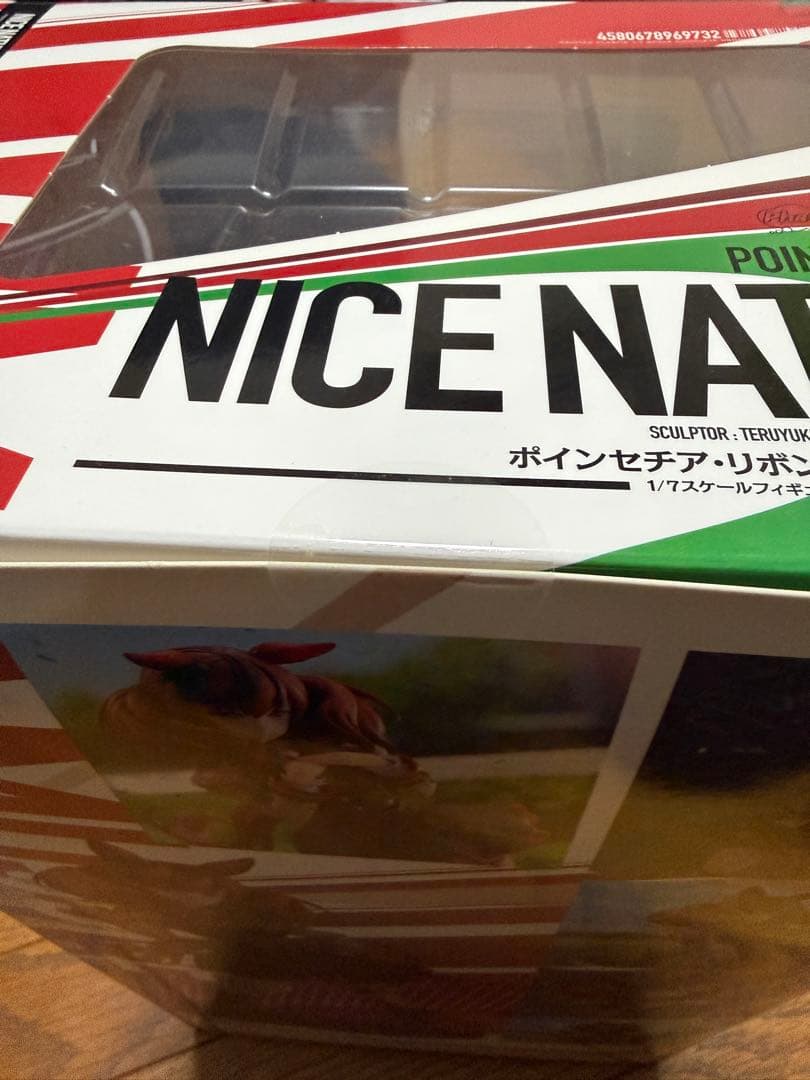 4580678969732
POIN
NICE NAT
SCULPTOR : TERUYUK
ポインセチア・リボン
1/7スケールフィギュ